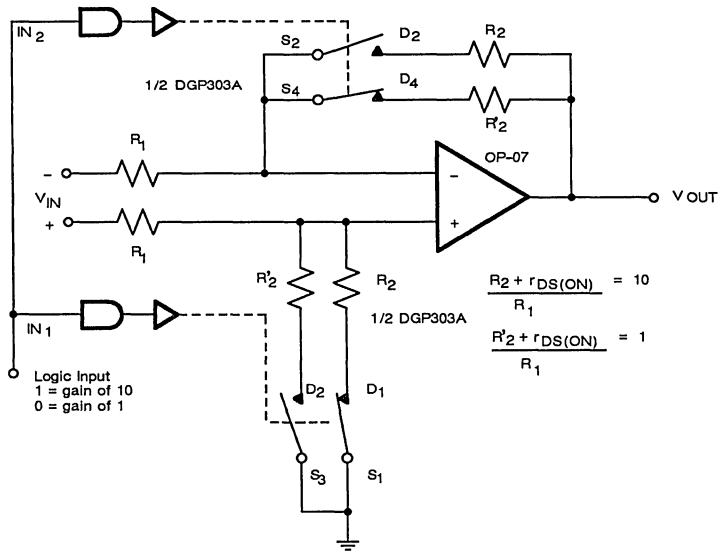 IN2
S2
D2
R2
1/2 DGP303A
S4
D4
R'2
R1
OP-07
−
−
VIN
VOUT
+
+
R1
R'2
R2
R2 + rDS(ON) = 10
R1
1/2 DGP303A
R'2 + rDS(ON) = 1
R1
IN1
Logic Input
1 = gain of 10
0 = gain of 1
D2
D1
S3
S1